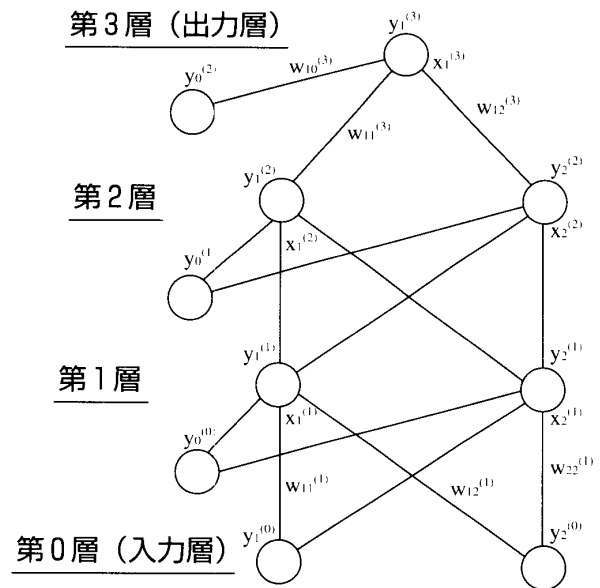 第3層（出力層）
y₁⁽³⁾
x₁⁽³⁾
y₀⁽²⁾
w₁₀⁽³⁾
w₁₁⁽³⁾
w₁₂⁽³⁾
第2層
y₁⁽²⁾
y₂⁽²⁾
x₁⁽²⁾
x₂⁽²⁾
y₀⁽¹
第1層
y₁⁽¹⁾
y₂⁽¹⁾
x₁⁽¹⁾
x₂⁽¹⁾
y₀⁽⁰⁾
w₁₁⁽¹⁾
w₁₂⁽¹⁾
w₂₂⁽¹⁾
第0層（入力層）
y₁⁽⁰⁾
y₂⁽⁰⁾